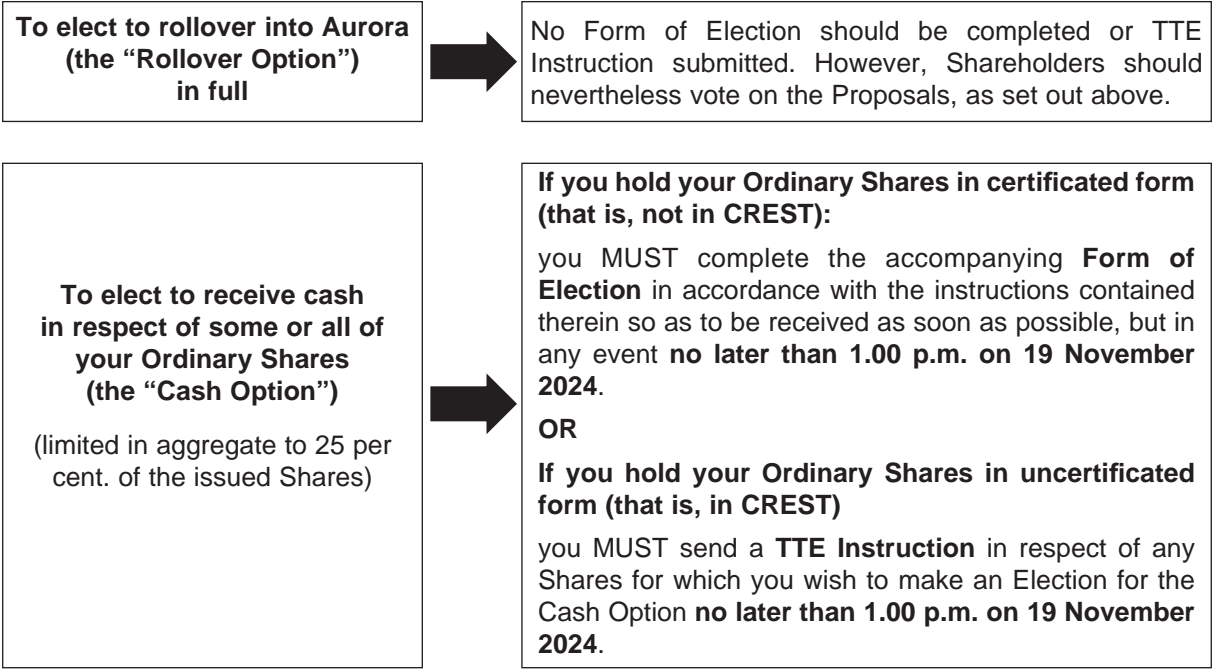 To elect to rollover into Aurora
(the “Rollover Option”)
in full
No Form of Election should be completed or TTE
Instruction submitted. However, Shareholders should
nevertheless vote on the Proposals, as set out above.
To elect to receive cash
in respect of some or all of
your Ordinary Shares
(the “Cash Option”)
(limited in aggregate to 25 per
cent. of the issued Shares)
If you hold your Ordinary Shares in certificated form
(that is, not in CREST):
you MUST complete the accompanying Form of
Election in accordance with the instructions contained
therein so as to be received as soon as possible, but in
any event no later than 1.00 p.m. on 19 November
2024.
OR
If you hold your Ordinary Shares in uncertificated
form (that is, in CREST)
you MUST send a TTE Instruction in respect of any
Shares for which you wish to make an Election for the
Cash Option no later than 1.00 p.m. on 19 November
2024.